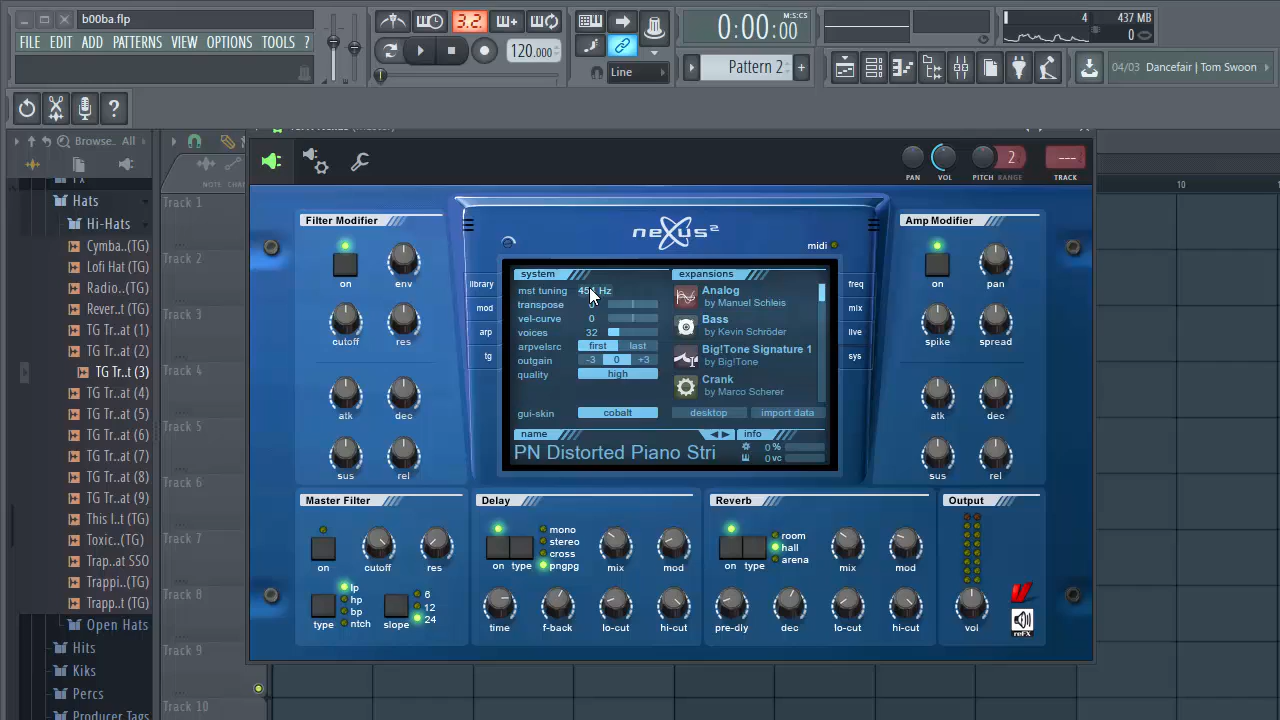 b00ba.flp
FILE EDIT ADD PATTERNS VIEW OPTIONS TOOLS ?
3.2.
120.000
Line
0:00:00
M:S:CS
Pattern 2
4
437 MB
0
04/03 Dancefair | Tom Swoon
Browse.. All
Hats
Hi-Hats
Cymba..(TG)
Lofi Hat (TG)
Radio..(TG)
Rever..t (TG)
TG Tr..t (1)
TG Tr..at (2)
TG Tr..t (3)
TG Tr..at (4)
TG Tr..at (5)
TG Tr..t (6)
TG Tr..at (7)
TG Tr..at (8)
TG Tr..at (9)
This I..t (TG)
Toxic..(TG)
Trap..at SSO
Trappi..(TG)
Trapp..t (TG)
Open Hats
Hits
Kiks
Percs
Producer Tags
NOTE
Track 1
Track 2
Track 3
Track 4
Track 5
Track 6
Track 7
Track 8
Track 9
Track 10
10
PAN VOL PITCH RANGE 2 TRACK ---
Filter Modifier
on env
cutoff res
atk dec
sus rel
nexus²
midi
library
mod
arp
tg
freq
mix
live
sys
system
mst tuning Hz
transpose
vel-curve 0
voices 32
arpvelsrc first last
outgain -3 0 +3
quality high
gui-skin cobalt
expansions
Analog
by Manuel Schleis
Bass
by Kevin Schröder
Big!Tone Signature 1
by Big!Tone
Crank
by Marco Scherer
desktop import data
name
PN Distorted Piano Stri
info
0 %
0 vc
Amp Modifier
on pan
spike spread
atk dec
sus rel
Master Filter
on cutoff res
type
lp
hp
bp
ntch
slope
6
12
24
Delay
on type
mono
stereo
cross
pngpg
mix mod
time f-back lo-cut hi-cut
Reverb
on type
room
hall
arena
mix mod
pre-dly dec lo-cut hi-cut
Output
vol
reFX